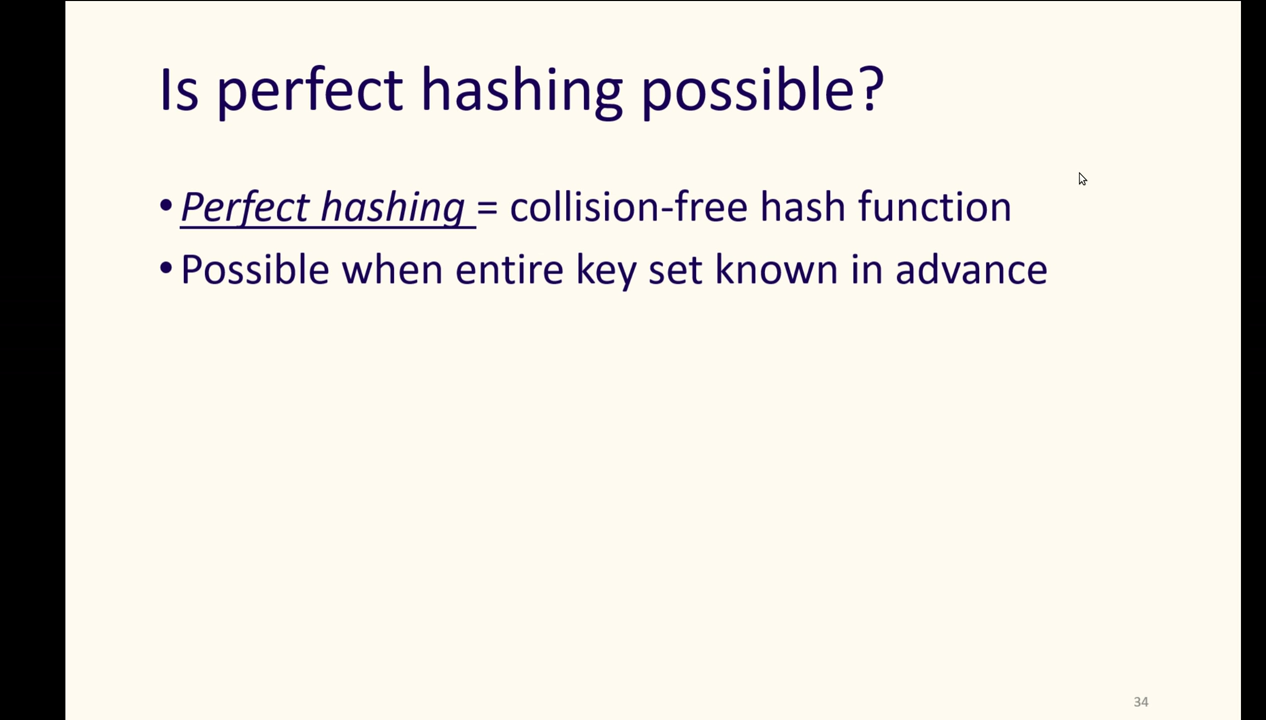 Is perfect hashing possible?
•Perfect hashing = collision-free hash function
•Possible when entire key set known in advance
34